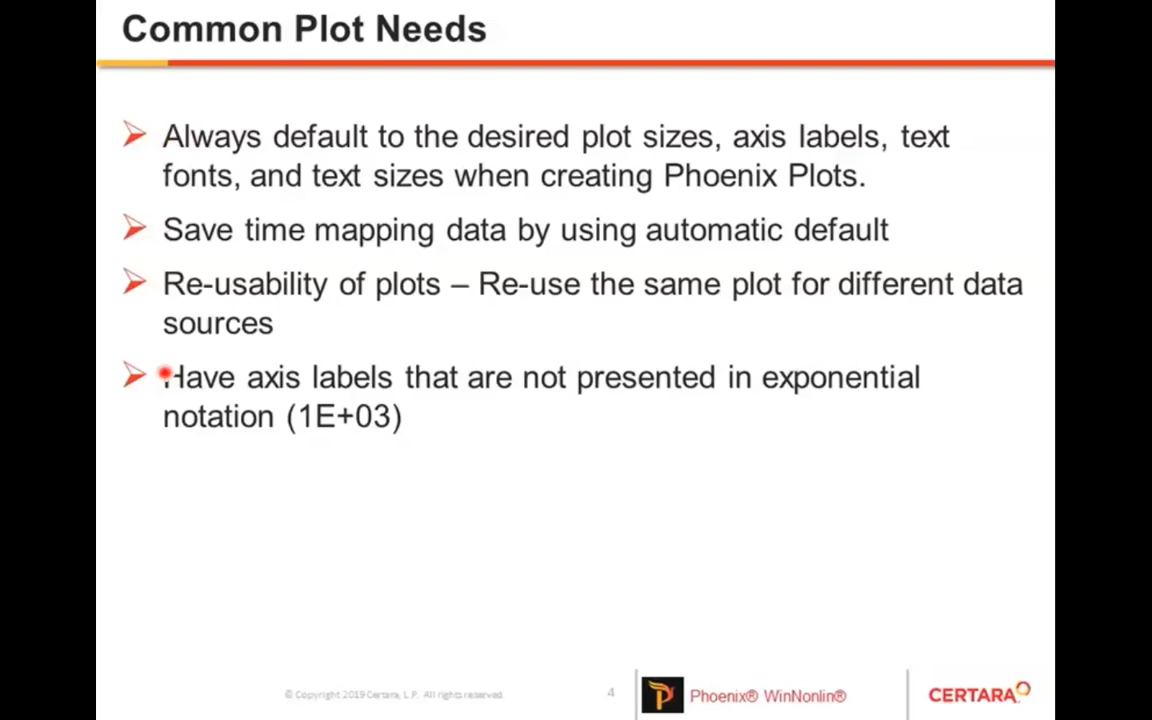 Common Plot Needs
Always default to the desired plot sizes, axis labels, text
fonts, and text sizes when creating Phoenix Plots.
Save time mapping data by using automatic default
Re-usability of plots – Re-use the same plot for different data
sources
Have axis labels that are not presented in exponential
notation (1E+03)
© Copyright 2019 Certara, L.P. All rights reserved.
4
Phoenix® WinNonlin®
CERTARA